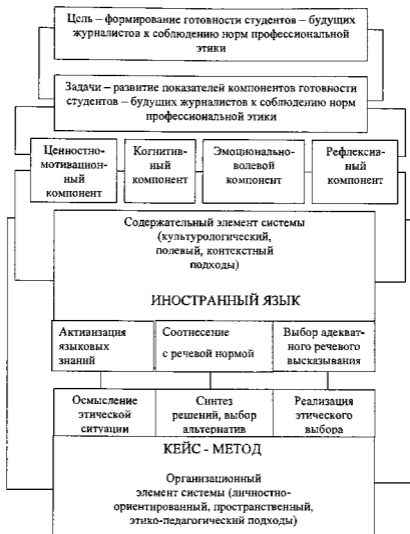 Цель – формирование готовности студентов – будущих
журналистов к соблюдению норм профессиональной
этики
Задачи – развитие показателей компонентов готовности
студентов – будущих журналистов к соблюдению норм
профессиональной этики
Ценностно-
мотивацион-
ный
компонент
Когнитив-
ный
компонент
Эмоционально-
волевой
компонент
Рефлексив-
ный
компонент
Содержательный элемент системы
(культурологический,
полевый, контекстный
подходы)
ИНОСТРАННЫЙ ЯЗЫК
Активизация
языковых
знаний
Соотнесение
с речевой нормой
Выбор адекват-
ного речевого
высказывания
Осмысление
этической
ситуации
Синтез
решений, выбор
альтернатив
Реализация
этического
выбора
КЕЙС - МЕТОД
Организационный
элемент системы (личностно-
ориентированный, пространственный,
этико-педагогический подходы)